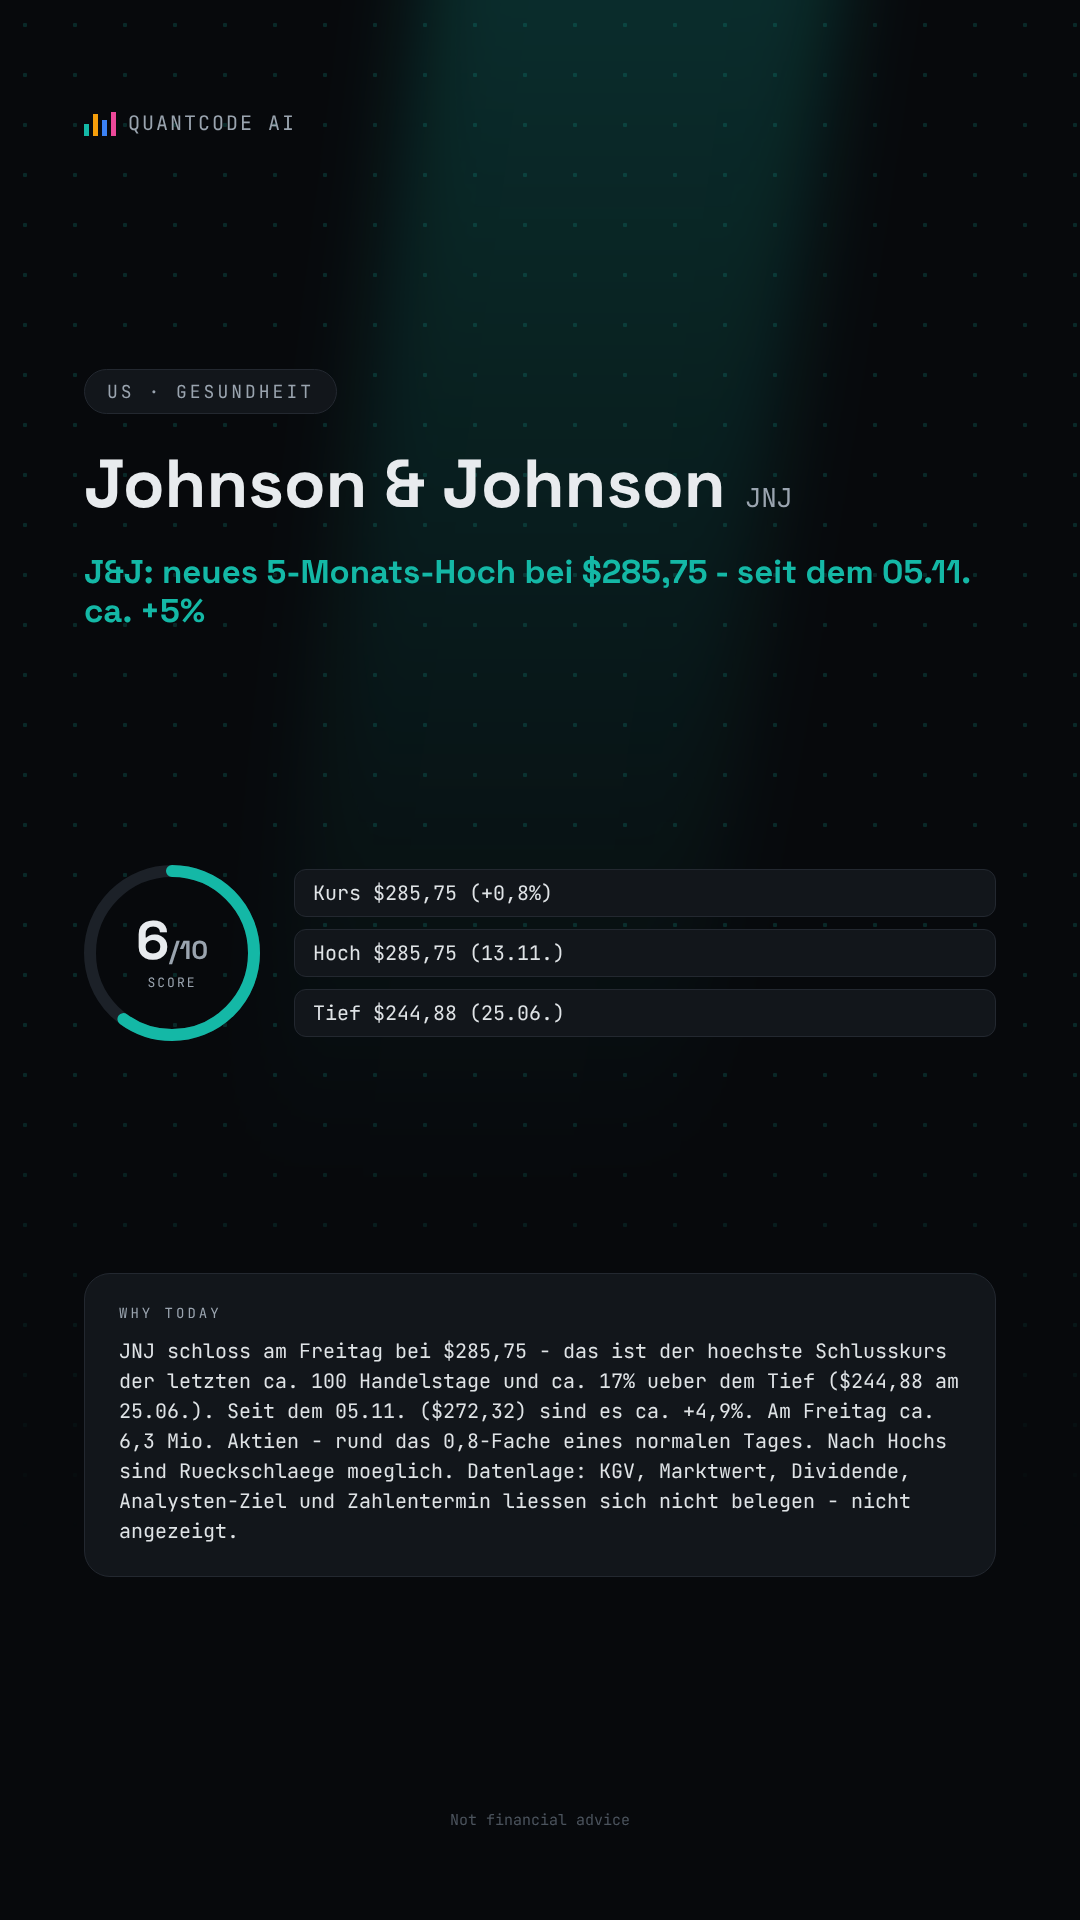 QUANTCODE AI
US · GESUNDHEIT
Johnson & Johnson JNJ
J&J: neues 5-Monats-Hoch bei $285,75 - seit dem 05.11.
ca. +5%
6/10
SCORE
Kurs $285,75 (+0,8%)
Hoch $285,75 (13.11.)
Tief $244,88 (25.06.)
WHY TODAY
JNJ schloss am Freitag bei $285,75 - das ist der hoechste Schlusskurs
der letzten ca. 100 Handelstage und ca. 17% ueber dem Tief ($244,88 am
25.06.). Seit dem 05.11. ($272,32) sind es ca. +4,9%. Am Freitag ca.
6,3 Mio. Aktien - rund das 0,8-Fache eines normalen Tages. Nach Hochs
sind Rueckschlaege moeglich. Datenlage: KGV, Marktwert, Dividende,
Analysten-Ziel und Zahlentermin liessen sich nicht belegen - nicht
angezeigt.
Not financial advice